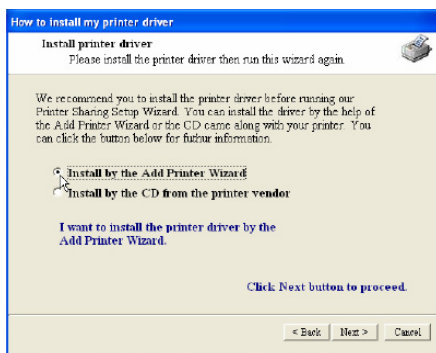 How to install my printer driver
Install printer driver
Please install the printer driver then run this wizard again.
We recommend you to install the printer driver before running our
Printer Sharing Setup Wizard. You can install the driver by the help of
the Add Printer Wizard or the CD came along with your printer. You
can click the button below for futhur information.
Install by the Add Printer Wizard
Install by the CD from the printer vendor
I want to install the printer driver by the
Add Printer Wizard.
Click Next button to proceed.
< Back Next > Cancel